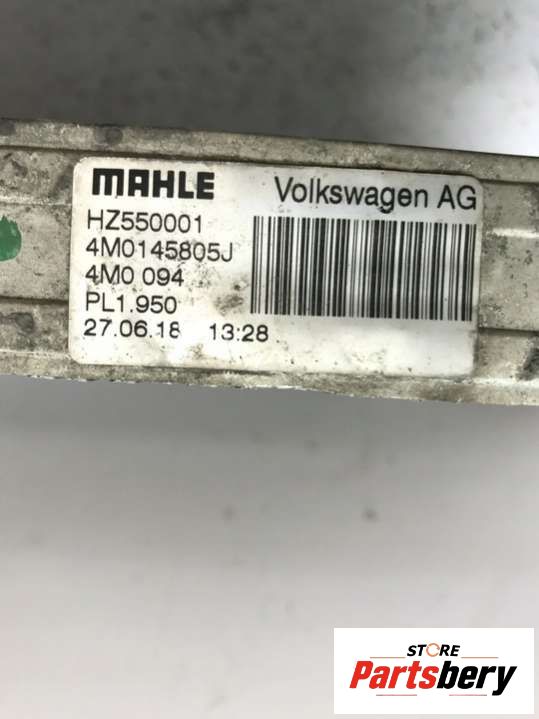 MAHLE Volkswagen AG
HZ550001
4M0145805J
4M0 094
PL1.950
27.06.18 13:28
STORE
Partsbery